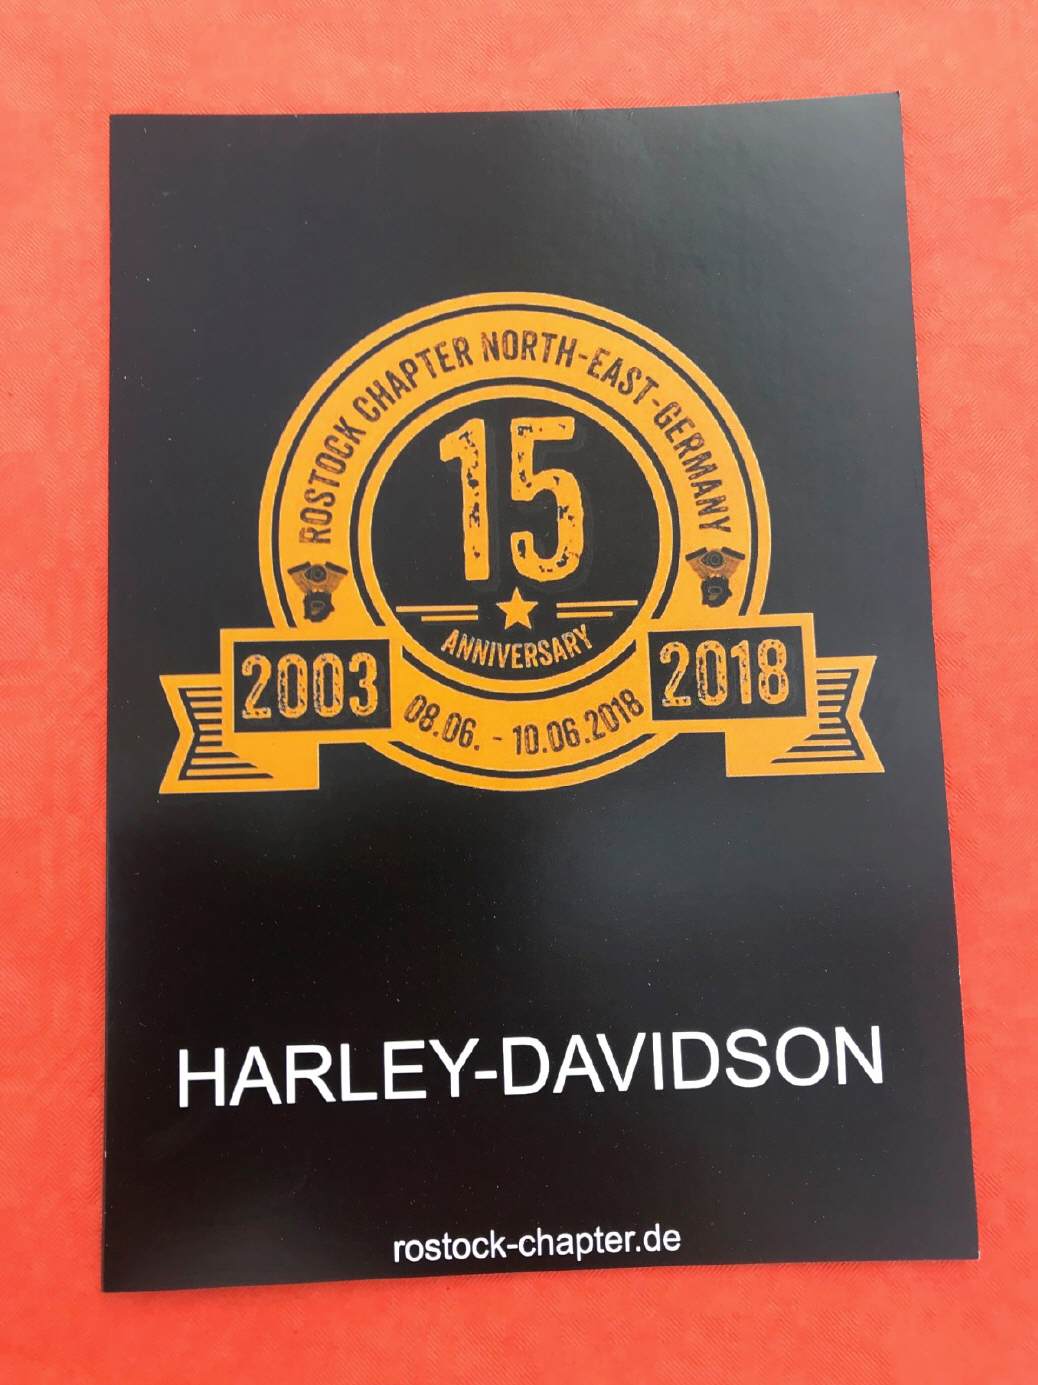 ROSTOCK CHAPTER NORTH-EAST-GERMANY
15
ANNIVERSARY
2003
2018
08.06. - 10.06.2018
HARLEY-DAVIDSON
rostock-chapter.de